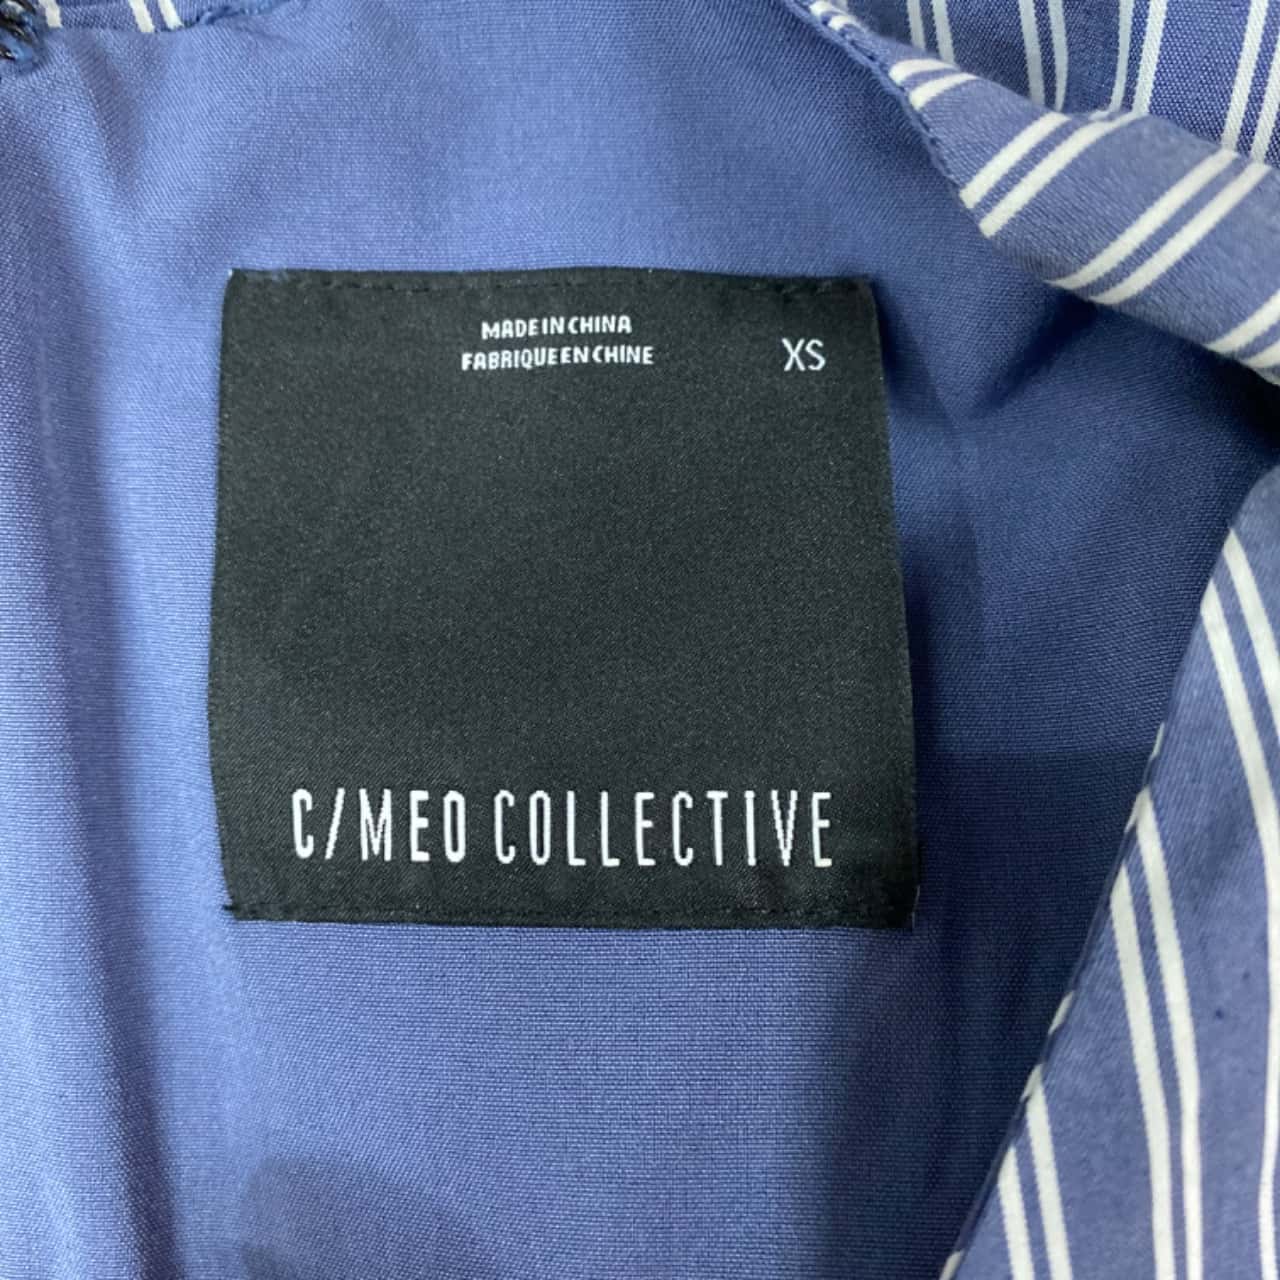 MADE IN CHINA
FABRIQUE EN CHINE
XS
C/MEO COLLECTIVE